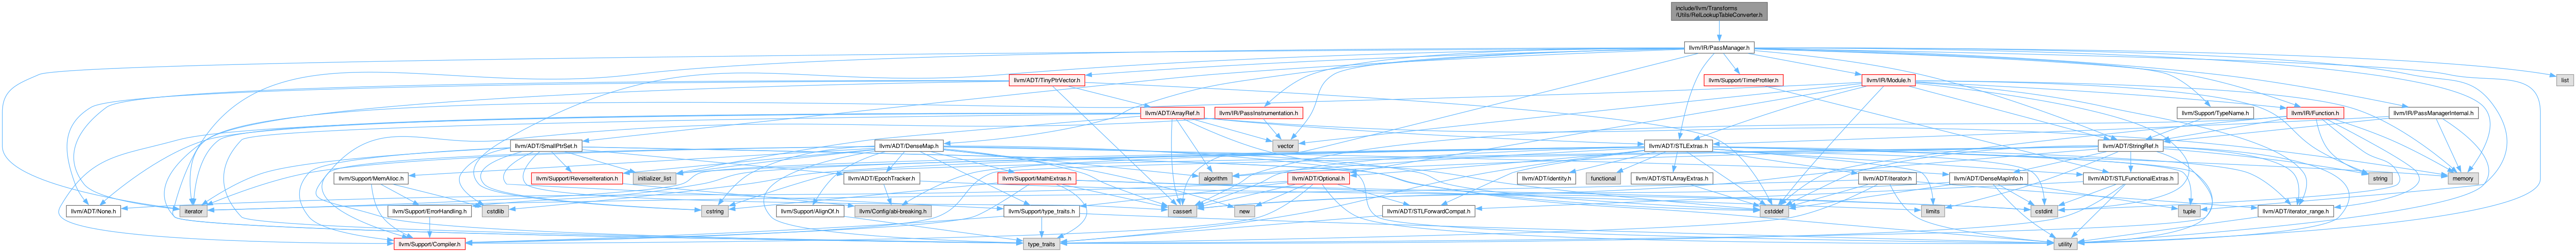 include/llvm/Transforms
/Utils/RelLookupTableConverter.h
llvm/IR/PassManager.h
llvm/ADT/TinyPtrVector.h
llvm/Support/TimeProfiler.h
llvm/IR/Module.h
list
llvm/ADT/ArrayRef.h
llvm/IR/PassInstrumentation.h
llvm/Support/TypeName.h
llvm/IR/Function.h
llvm/IR/PassManagerInternal.h
llvm/ADT/SmallPtrSet.h
llvm/ADT/DenseMap.h
vector
llvm/ADT/STLExtras.h
llvm/ADT/StringRef.h
llvm/Support/MemAlloc.h
llvm/Support/ReverseIteration.h
initializer_list
llvm/ADT/EpochTracker.h
llvm/Support/MathExtras.h
algorithm
llvm/ADT/Optional.h
llvm/ADT/identity.h
functional
llvm/ADT/STLArrayExtras.h
llvm/ADT/iterator.h
llvm/ADT/DenseMapInfo.h
llvm/ADT/STLFunctionalExtras.h
string
memory
llvm/ADT/None.h
iterator
llvm/Support/ErrorHandling.h
cstdlib
cstring
llvm/Support/AlignOf.h
llvm/Config/abi-breaking.h
llvm/Support/type_traits.h
cassert
new
llvm/ADT/STLForwardCompat.h
cstddef
limits
cstdint
tuple
llvm/ADT/iterator_range.h
llvm/Support/Compiler.h
type_traits
utility